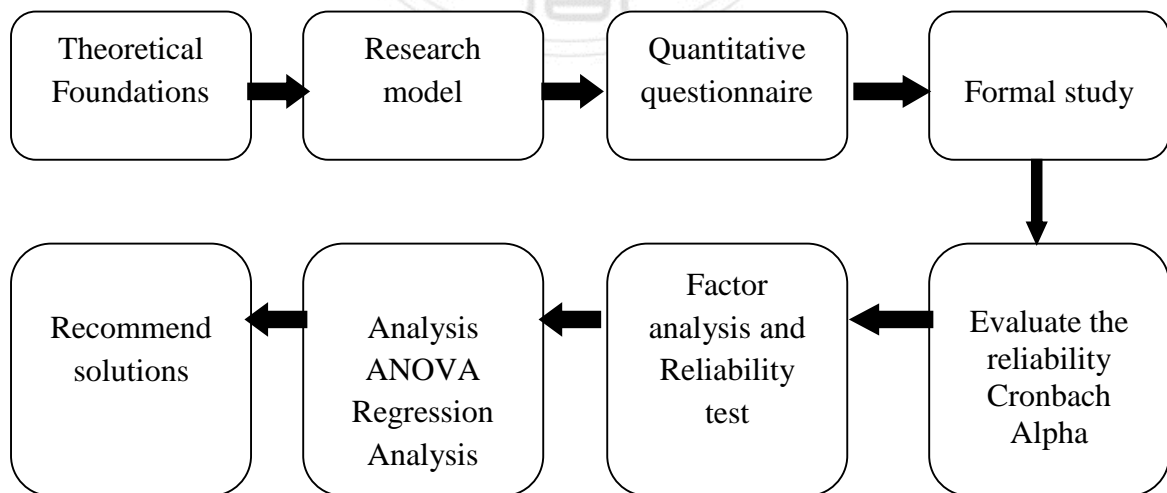 Theoretical
Foundations
Research
model
Quantitative
questionnaire
Formal study
Recommend
solutions
Analysis
ANOVA
Regression
Analysis
Factor
analysis and
Reliability
test
Evaluate the
reliability
Cronbach
Alpha